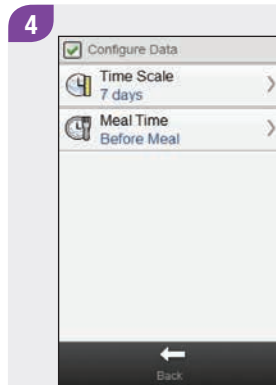 4
Configure Data
Time Scale
7 days
Meal Time
Before Meal
Back